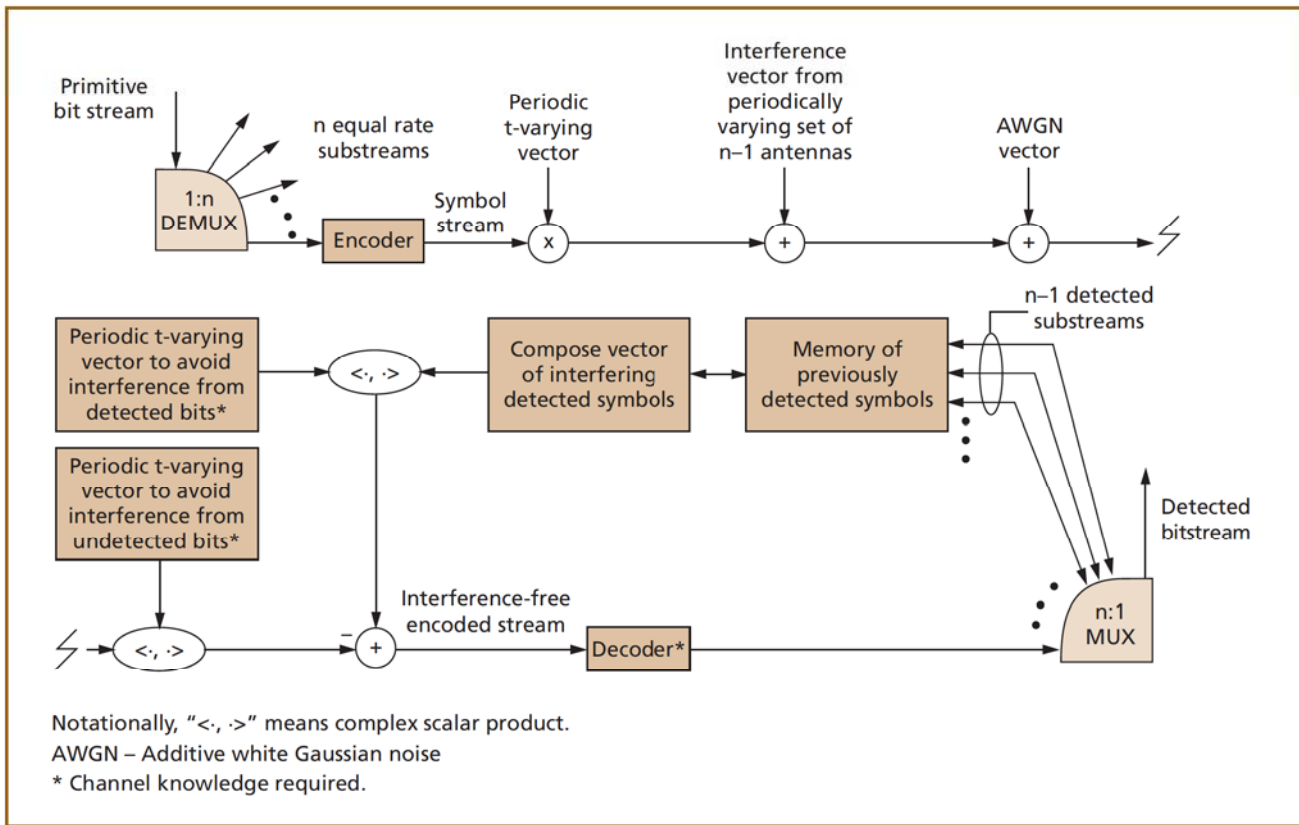 Primitive
bit stream
n equal rate
substreams
Periodic
t-varying
vector
Interference
vector from
periodically
varying set of
n–1 antennas
AWGN
vector
1:n
DEMUX
Encoder
Symbol
stream
x
+
+
n–1 detected
substreams
Periodic t-varying
vector to avoid
interference from
detected bits*
<·, ·>
Compose vector
of interfering
detected symbols
Memory of
previously
detected symbols
Periodic t-varying
vector to avoid
interference from
undetected bits*
Detected
bitstream
<·, ·>
–
+
Interference-free
encoded stream
Decoder*
n:1
MUX
Notationally, “<·, ·>” means complex scalar product.
AWGN – Additive white Gaussian noise
* Channel knowledge required.